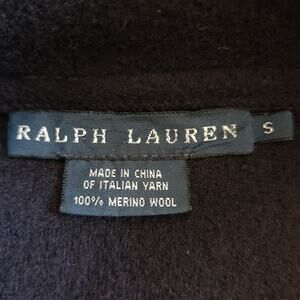 RALPH LAUREN S
MADE IN CHINA
OF ITALIAN YARN
100% MERINO WOOL